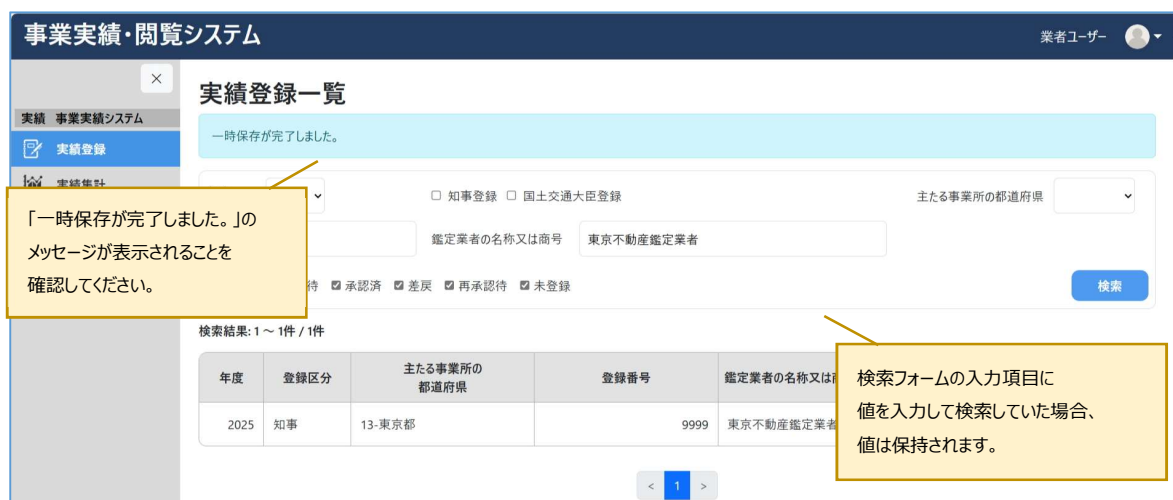 事業実績・閲覧システム
業者ユーザー
×
実績登録一覧
実績 事業実績システム
一時保存が完了しました。
実績登録
実績集計
知事登録 国土交通大臣登録
主たる事業所の都道府県
「一時保存が完了しました。」の
メッセージが表示されることを
確認してください。
鑑定業者の名称又は商号 東京不動産鑑定業者
待 承認済 差戻 再承認待 未登録
検索
検索結果: 1 ~ 1件 / 1件
年度 登録区分 主たる事業所の
都道府県
登録番号 鑑定業者の名称又は
2025 知事 13-東京都 9999 東京不動産鑑定業者
検索フォームの入力項目に
値を入力して検索していた場合、
値は保持されます。
< 1 >